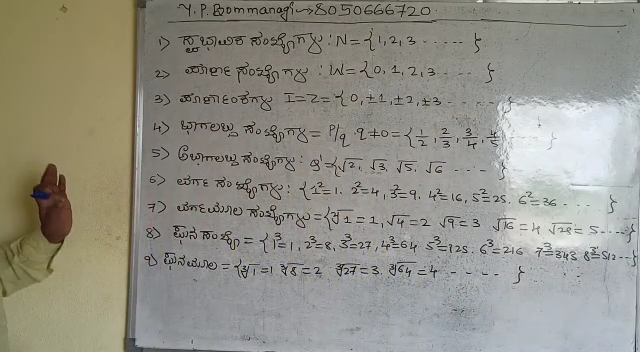 Y.P. Bommanagi → 8050666720
1) ಸ್ವಭಾವಿಕ ಸಂಖ್ಯೆಗಳು : N = {1, 2, 3 ...... }
2) ಪೂರ್ಣ ಸಂಖ್ಯೆಗಳು : W = {0, 1, 2, 3 ..... }
3) ಪೂರ್ಣಾಂಕಗಳು I = Z = {0, ±1, ±2, ±3 ..... }
4) ಭಾಗಲಬ್ಧ ಸಂಖ್ಯೆಗಳು = P/q . q ≠ 0 = {1/2, 2/3, 3/4, 4/5 ... }
5) ಅಭಾಗಲಬ್ಧ ಸಂಖ್ಯೆಗಳು : = {√2, √3, √5, √6 ... }
6) ವರ್ಗ ಸಂಖ್ಯೆಗಳು : {1²=1. 2²=4, 3²=9. 4²=16, 5²=25. 6²=36 ... }
7) ವರ್ಗಮೂಲ ಸಂಖ್ಯೆಗಳು = {√1 = 1, √4 = 2 √9 = 3 √16 = 4 √25 = 5 .... }
8) ಘನ ಸಂಖ್ಯೆ = {1³=1, 2³=8, 3³=27, 4³=64 5³=125. 6³=216 7³=343 8³=512 ...}
9) ಘನಮೂಲ = {∛1 = 1 ∛8 = 2 ∛27 = 3. ∛64 = 4 ..... }